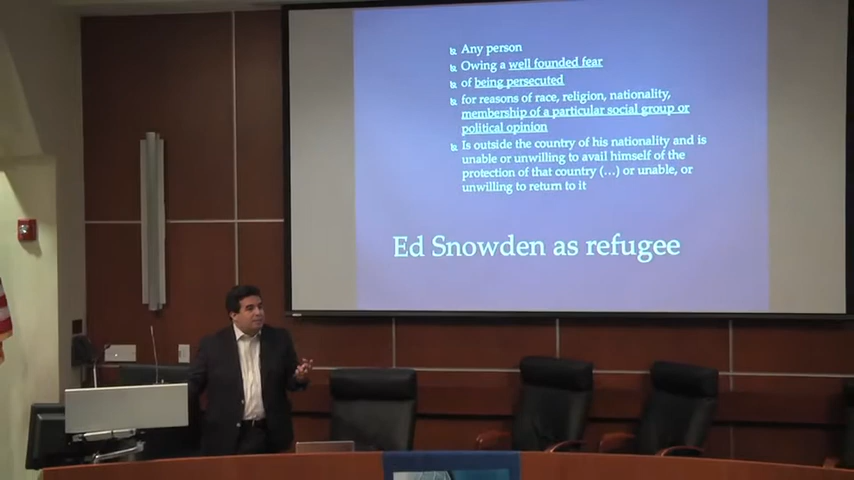 Any person
Owing a well founded fear
of being persecuted
for reasons of race, religion, nationality,
membership of a particular social group or
political opinion
Is outside the country of his nationality and is
unable or unwilling to avail himself of the
protection of that country (...) or unable, or
unwilling to return to it
Ed Snowden as refugee